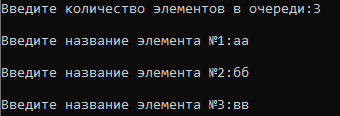 Введите количество элементов в очереди:3
Введите название элемента №1:аа
Введите название элемента №2:бб
Введите название элемента №3:вв